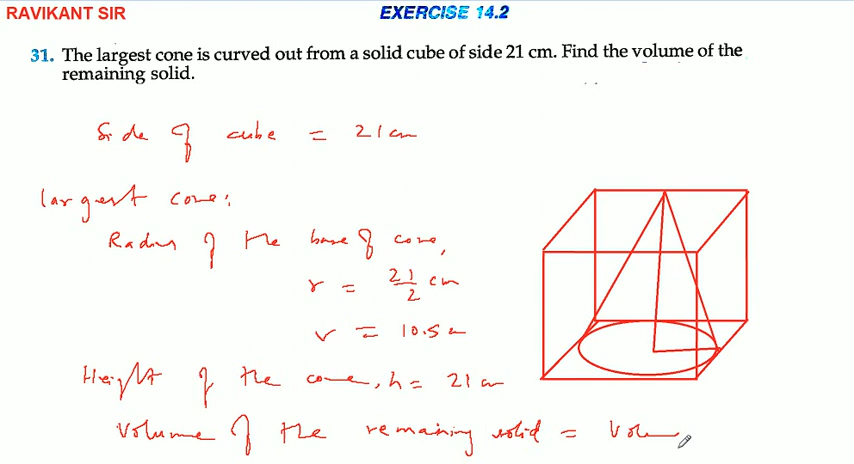 RAVIKANT SIR
EXERCISE 14.2
31. The largest cone is curved out from a solid cube of side 21 cm. Find the volume of the
remaining solid.
Side of cube = 21 cm
largest cone:
Radius of the base of cone,
r = 21/2 cm
r = 10.5 cm
Height of the cone, h = 21 cm
Volume of the remaining solid = Volum